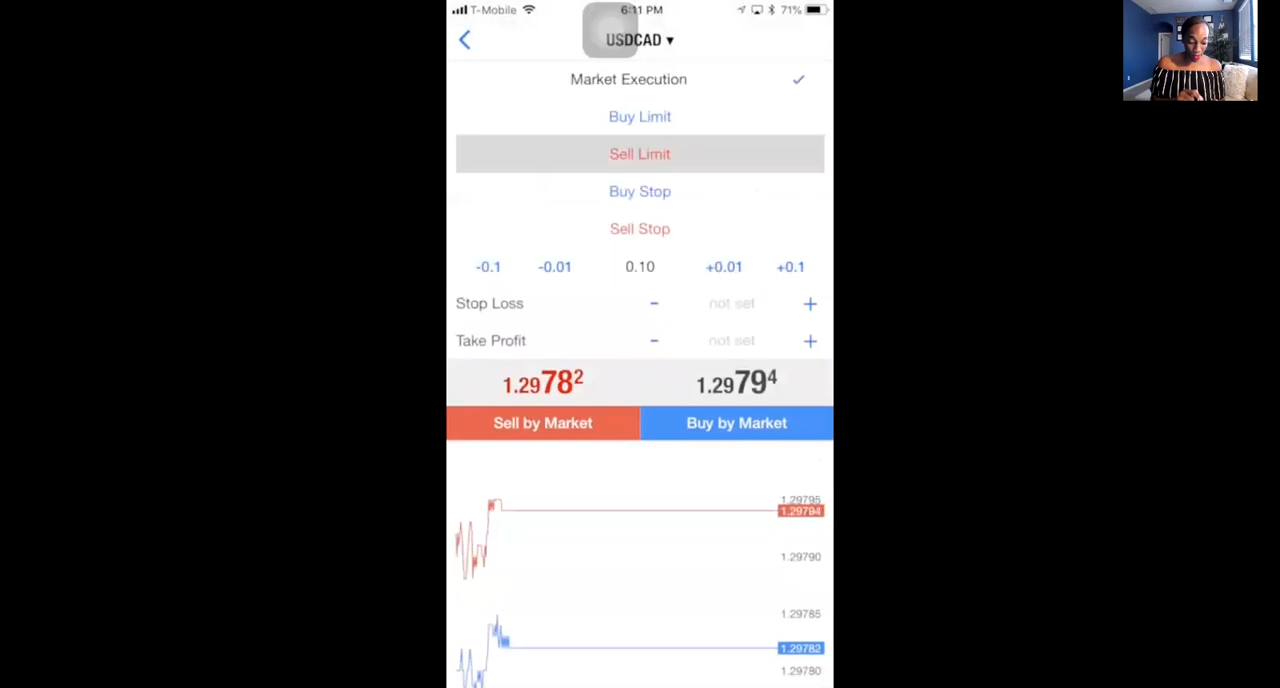 T-Mobile 6:11 PM 71%
USDCAD ▾
Market Execution ✓
Buy Limit
Sell Limit
Buy Stop
Sell Stop
-0.1 -0.01 0.10 +0.01 +0.1
Stop Loss - not set +
Take Profit - not set +
1.29782 1.29794
Sell by Market Buy by Market
1.29795
1.29794
1.29790
1.29785
1.29782
1.29780